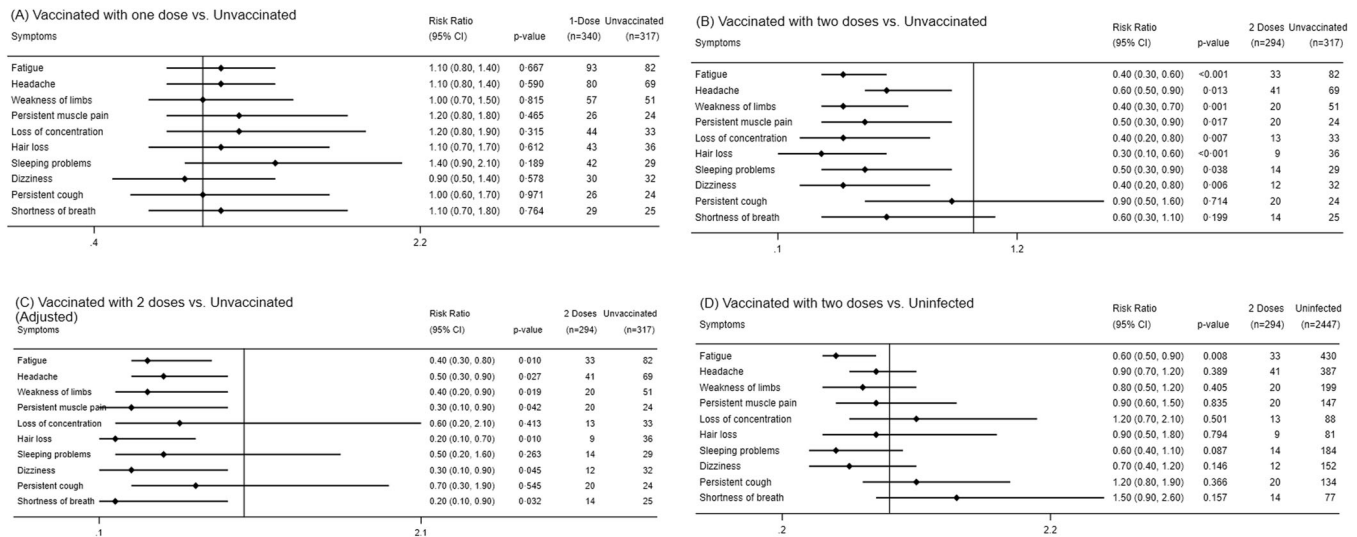 (A) Vaccinated with one dose vs. Unvaccinated
Risk Ratio 1-Dose Unvaccinated
Symptoms (95% CI) p-value (n=340) (n=317)
Fatigue 1.10 (0.80, 1.40) 0·667 93 82
Headache 1.10 (0.80, 1.40) 0·590 80 69
Weakness of limbs 1.00 (0.70, 1.50) 0·815 57 51
Persistent muscle pain 1.20 (0.80, 1.80) 0·465 26 24
Loss of concentration 1.20 (0.80, 1.90) 0·315 44 33
Hair loss 1.10 (0.70, 1.70) 0·612 43 36
Sleeping problems 1.40 (0.90, 2.10) 0·189 42 29
Dizziness 0.90 (0.50, 1.40) 0·578 30 32
Persistent cough 1.00 (0.60, 1.70) 0·971 26 24
Shortness of breath 1.10 (0.70, 1.80) 0·764 29 25
.4 2.2
(B) Vaccinated with two doses vs. Unvaccinated
Risk Ratio 2 Doses Unvaccinated
Symptoms (95% CI) p-value (n=294) (n=317)
Fatigue 0.40 (0.30, 0.60) <0.001 33 82
Headache 0.60 (0.50, 0.90) 0·013 41 69
Weakness of limbs 0.40 (0.30, 0.70) 0·001 20 51
Persistent muscle pain 0.50 (0.30, 0.90) 0·017 20 24
Loss of concentration 0.40 (0.20, 0.80) 0·007 13 33
Hair loss 0.30 (0.10, 0.60) <0·001 9 36
Sleeping problems 0.50 (0.30, 0.90) 0·038 14 29
Dizziness 0.40 (0.20, 0.80) 0·006 12 32
Persistent cough 0.90 (0.50, 1.60) 0·714 20 24
Shortness of breath 0.60 (0.30, 1.10) 0·199 14 25
.1 1.2
(C) Vaccinated with 2 doses vs. Unvaccinated
(Adjusted)
Risk Ratio 2 Doses Unvaccinated
Symptoms (95% CI) p-value (n=294) (n=317)
Fatigue 0.40 (0.30, 0.80) 0·010 33 82
Headache 0.50 (0.30, 0.90) 0·027 41 69
Weakness of limbs 0.40 (0.20, 0.90) 0·019 20 51
Persistent muscle pain 0.30 (0.10, 0.90) 0·042 20 24
Loss of concentration 0.60 (0.20, 2.10) 0·413 13 33
Hair loss 0.20 (0.10, 0.70) 0·010 9 36
Sleeping problems 0.50 (0.20, 1.60) 0·263 14 29
Dizziness 0.30 (0.10, 0.90) 0·045 12 32
Persistent cough 0.70 (0.30, 1.90) 0·545 20 24
Shortness of breath 0.20 (0.10, 0.90) 0·032 14 25
.1 2.1
(D) Vaccinated with two doses vs. Uninfected
Risk Ratio 2 Doses Uninfected
Symptoms (95% CI) p-value (n=294) (n=2447)
Fatigue 0.60 (0.50, 0.90) 0.008 33 430
Headache 0.90 (0.70, 1.20) 0.389 41 387
Weakness of limbs 0.80 (0.50, 1.20) 0.405 20 199
Persistent muscle pain 0.90 (0.60, 1.50) 0.835 20 147
Loss of concentration 1.20 (0.70, 2.10) 0.501 13 88
Hair loss 0.90 (0.50, 1.80) 0.794 9 81
Sleeping problems 0.60 (0.40, 1.10) 0.087 14 184
Dizziness 0.70 (0.40, 1.20) 0.146 12 152
Persistent cough 1.20 (0.80, 1.90) 0.366 20 134
Shortness of breath 1.50 (0.90, 2.60) 0.157 14 77
.2 2.2